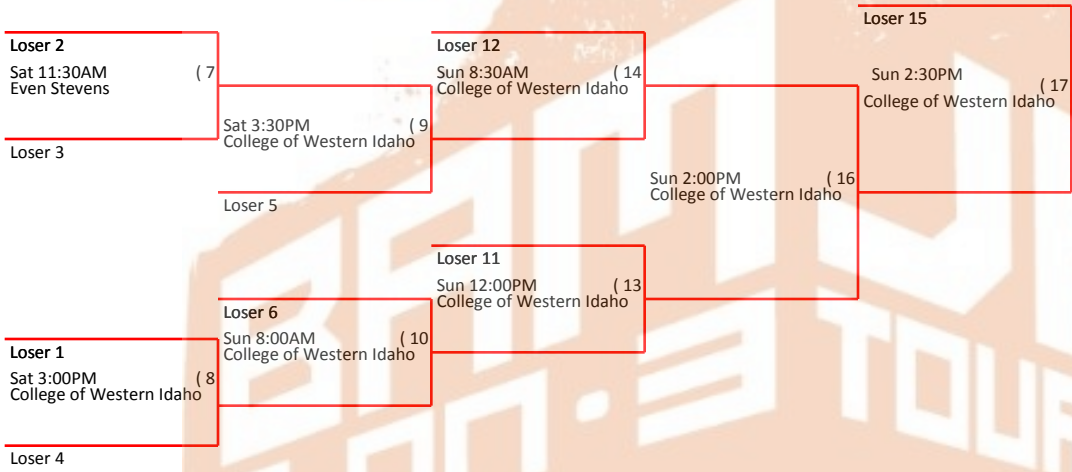 Loser 15
Loser 2
Loser 12
Sat 11:30AM ( 7
Even Stevens
Sun 8:30AM ( 14
College of Western Idaho
Sun 2:30PM ( 17
College of Western Idaho
Sat 3:30PM ( 9
College of Western Idaho
Loser 3
Sun 2:00PM ( 16
College of Western Idaho
Loser 5
Loser 11
Sun 12:00PM ( 13
College of Western Idaho
Loser 6
Sun 8:00AM ( 10
College of Western Idaho
Loser 1
Sat 3:00PM ( 8
College of Western Idaho
Loser 4